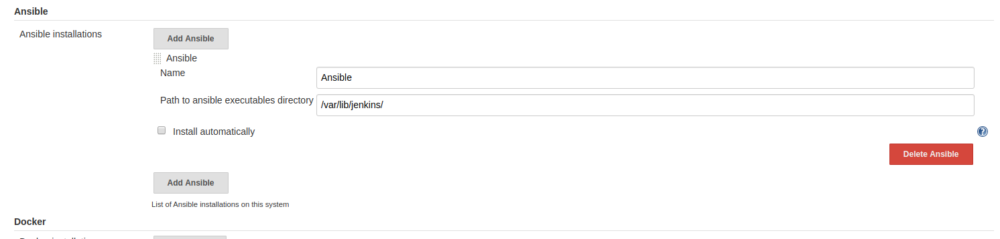 Ansible
Ansible installations
Add Ansible
Ansible
Name
Ansible
Path to ansible executables directory
/var/lib/jenkins/
Install automatically
?
Delete Ansible
Add Ansible
List of Ansible installations on this system
Docker